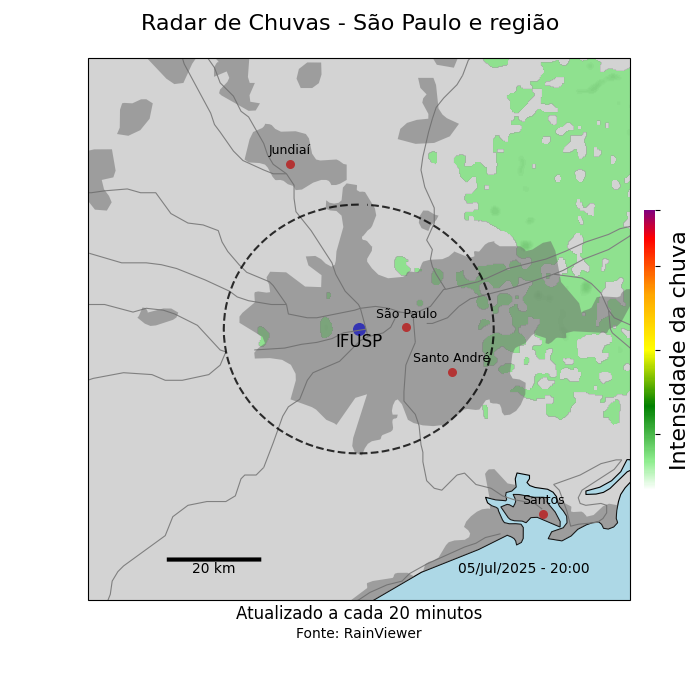 Radar de Chuvas - São Paulo e região
Jundiaí
São Paulo
IFUSP
Santo André
Santos
20 km
05/Jul/2025 - 20:00
Intensidade da chuva
Atualizado a cada 20 minutos
Fonte: RainViewer